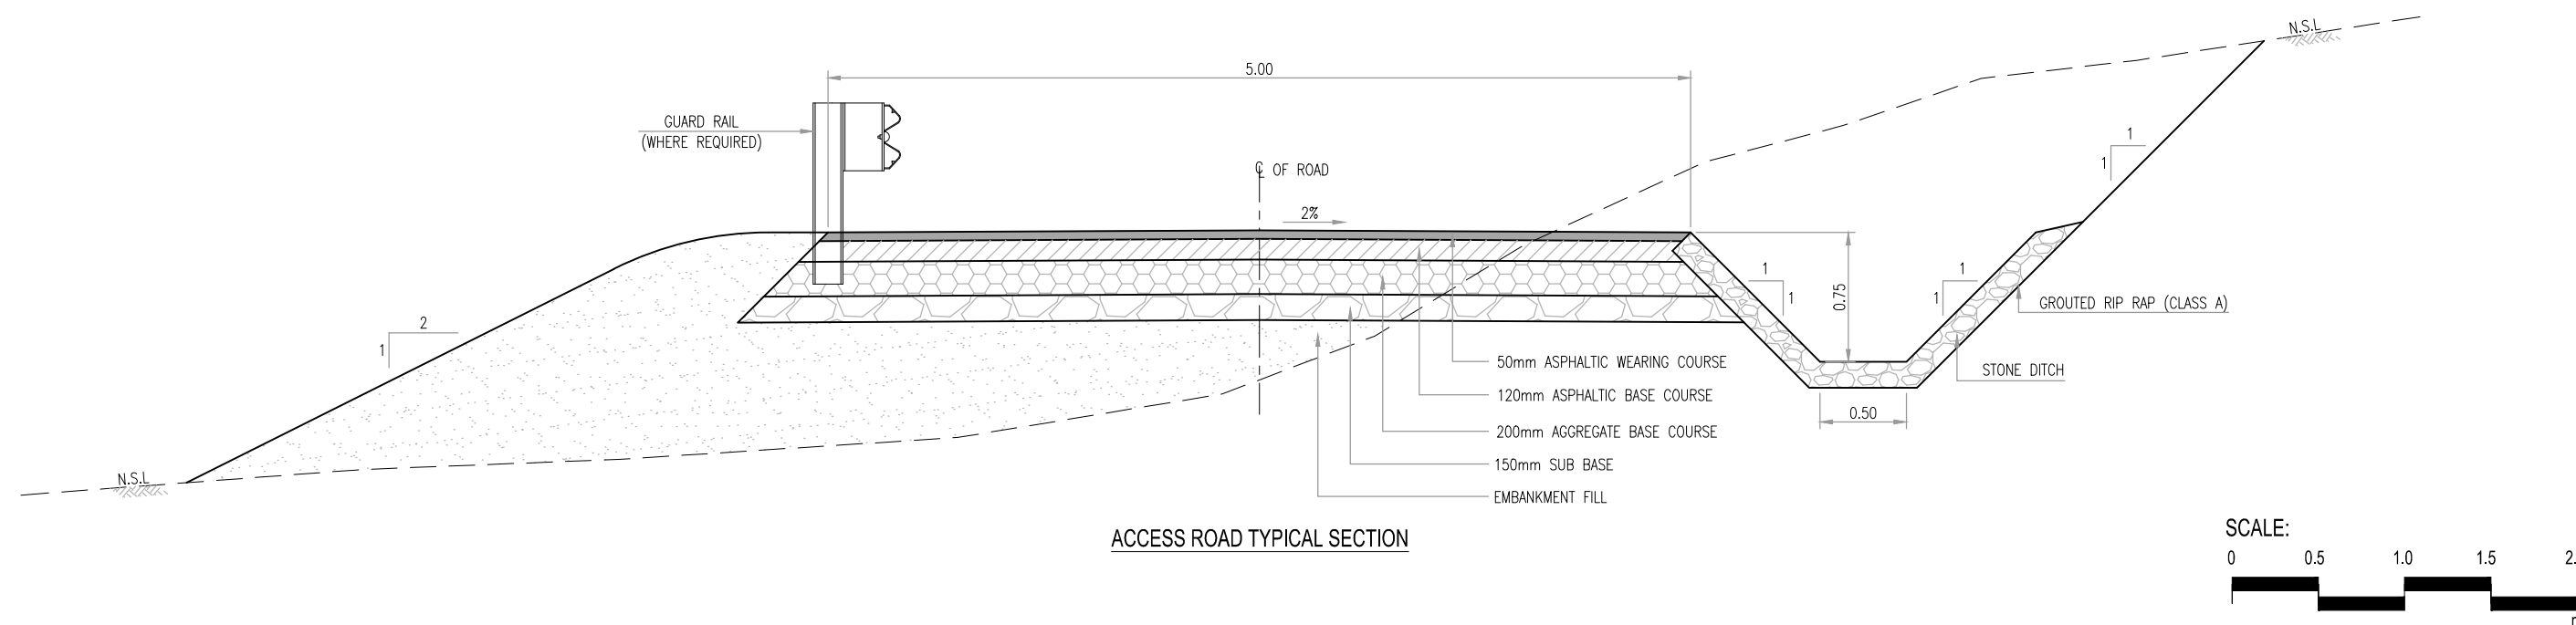 N.S.L
5.00
GUARD RAIL
(WHERE REQUIRED)
℄ OF ROAD
2%
1
1
2
1
1
1
0.75
1
1
GROUTED RIP RAP (CLASS A)
STONE DITCH
50mm ASPHALTIC WEARING COURSE
120mm ASPHALTIC BASE COURSE
200mm AGGREGATE BASE COURSE
150mm SUB BASE
EMBANKMENT FILL
0.50
N.S.L
ACCESS ROAD TYPICAL SECTION
SCALE:
0 0.5 1.0 1.5 2.